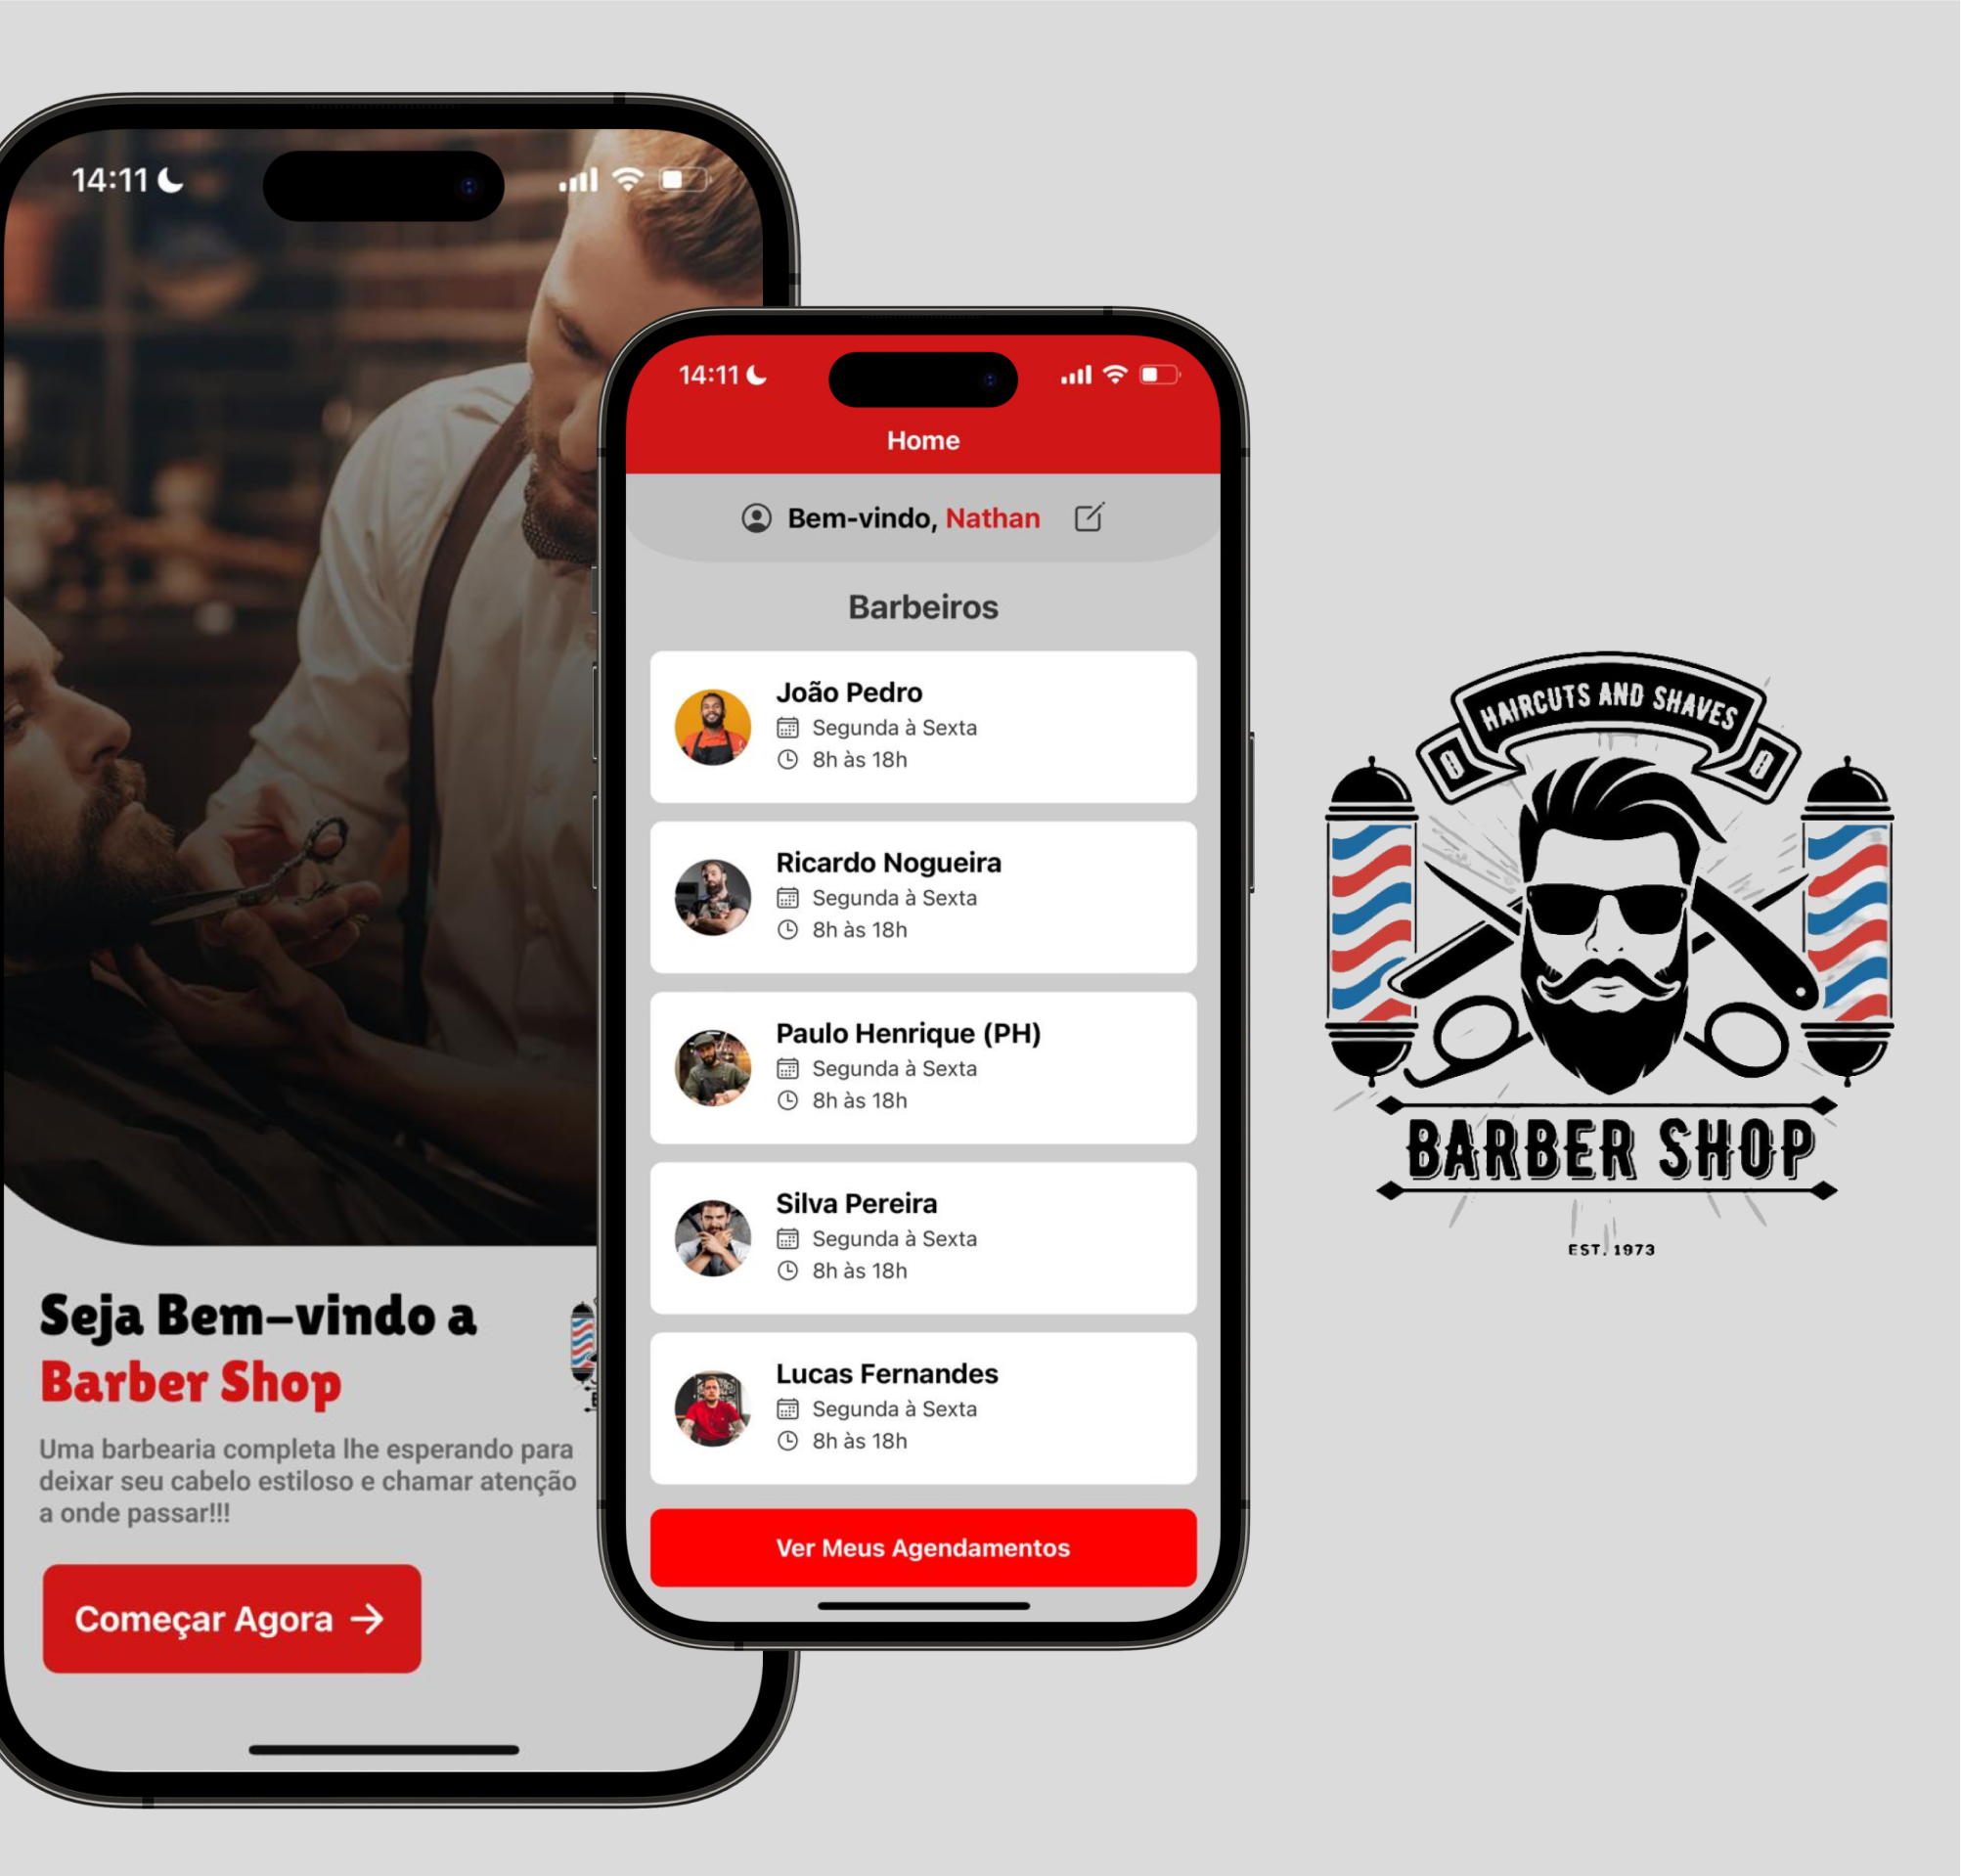 14:11
Seja Bem-vindo a
Barber Shop
Uma barbearia completa lhe esperando para
deixar seu cabelo estiloso e chamar atenção
a onde passar!!!
Começar Agora →
14:11
Home
Bem-vindo, Nathan
Barbeiros
João Pedro
Segunda à Sexta
8h às 18h
Ricardo Nogueira
Segunda à Sexta
8h às 18h
Paulo Henrique (PH)
Segunda à Sexta
8h às 18h
Silva Pereira
Segunda à Sexta
8h às 18h
Lucas Fernandes
Segunda à Sexta
8h às 18h
Ver Meus Agendamentos
HAIRCUTS AND SHAVES
BARBER SHOP
EST. 1973